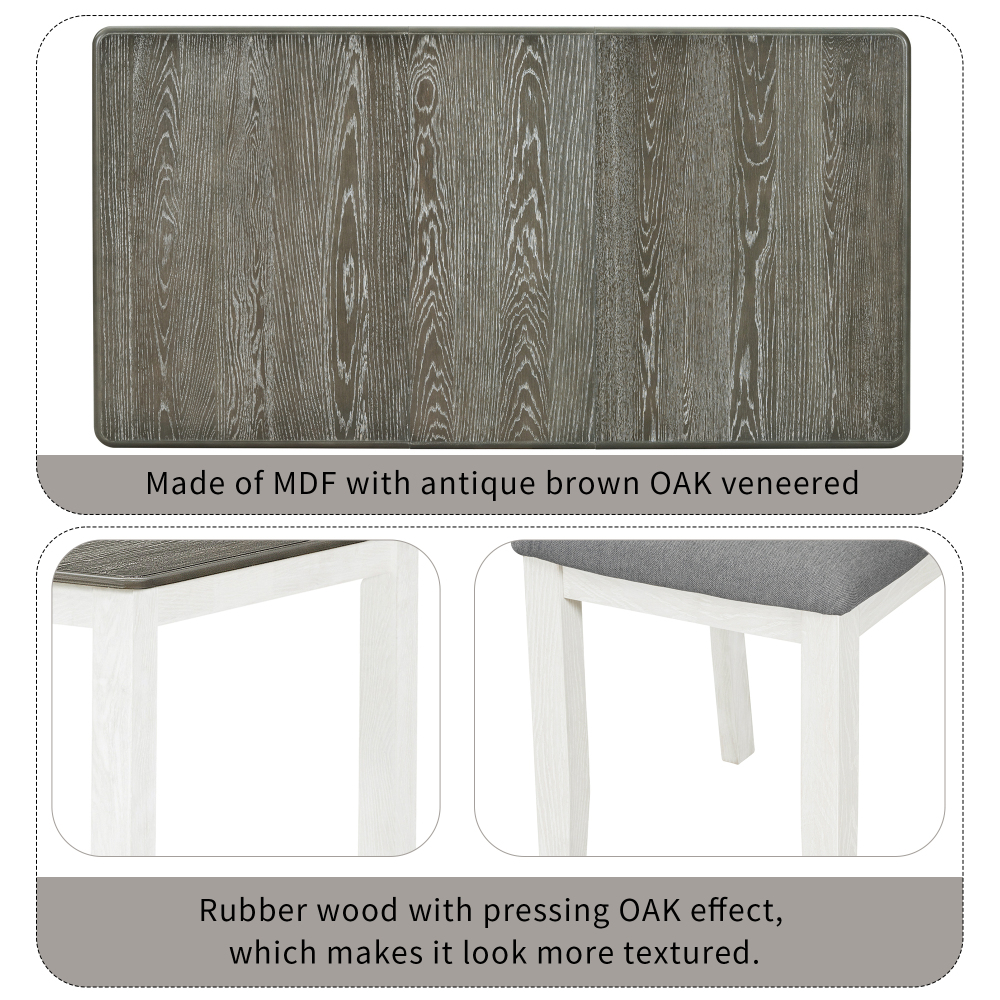 Made of MDF with antique brown OAK veneered
Rubber wood with pressing OAK effect,
which makes it look more textured.